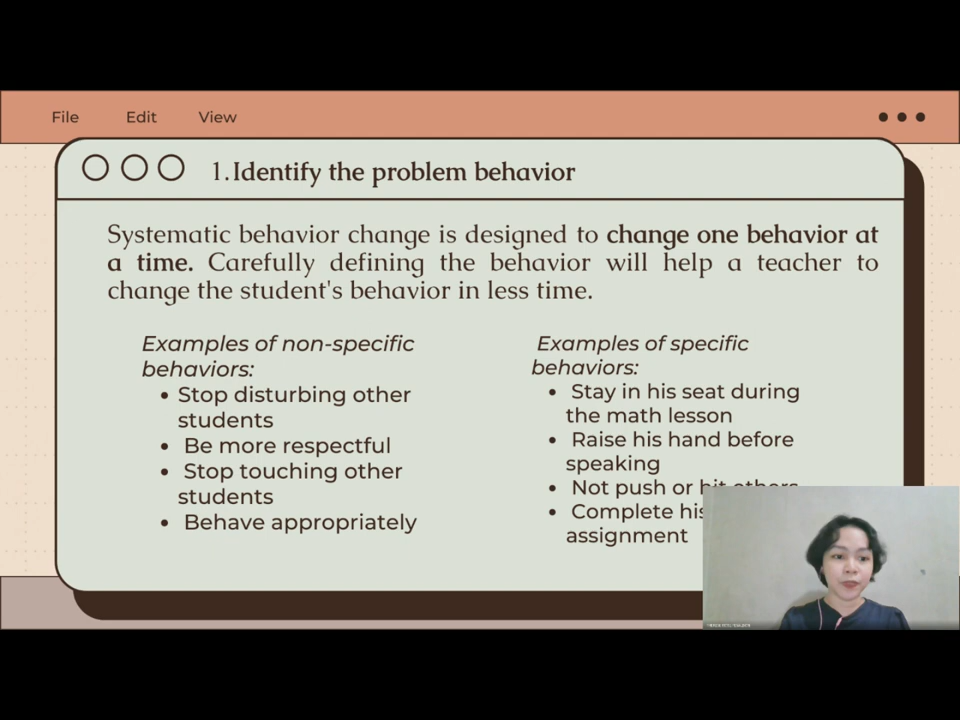 File Edit View
1. Identify the problem behavior
Systematic behavior change is designed to change one behavior at
a time. Carefully defining the behavior will help a teacher to
change the student's behavior in less time.
Examples of non-specific
behaviors:
• Stop disturbing other
students
• Be more respectful
• Stop touching other
students
• Behave appropriately
Examples of specific
behaviors:
• Stay in his seat during
the math lesson
• Raise his hand before
speaking
• Not push or hit others
• Complete his
assignment